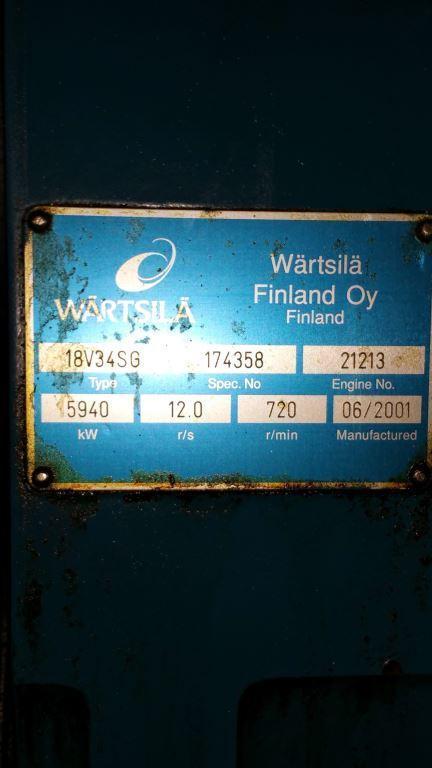 WÄRTSILÄ
Wärtsilä
Finland Oy
Finland
18V34SG 174358 21213
Type Spec. No Engine No.
5940 12.0 720 06/2001
kW r/s r/min Manufactured